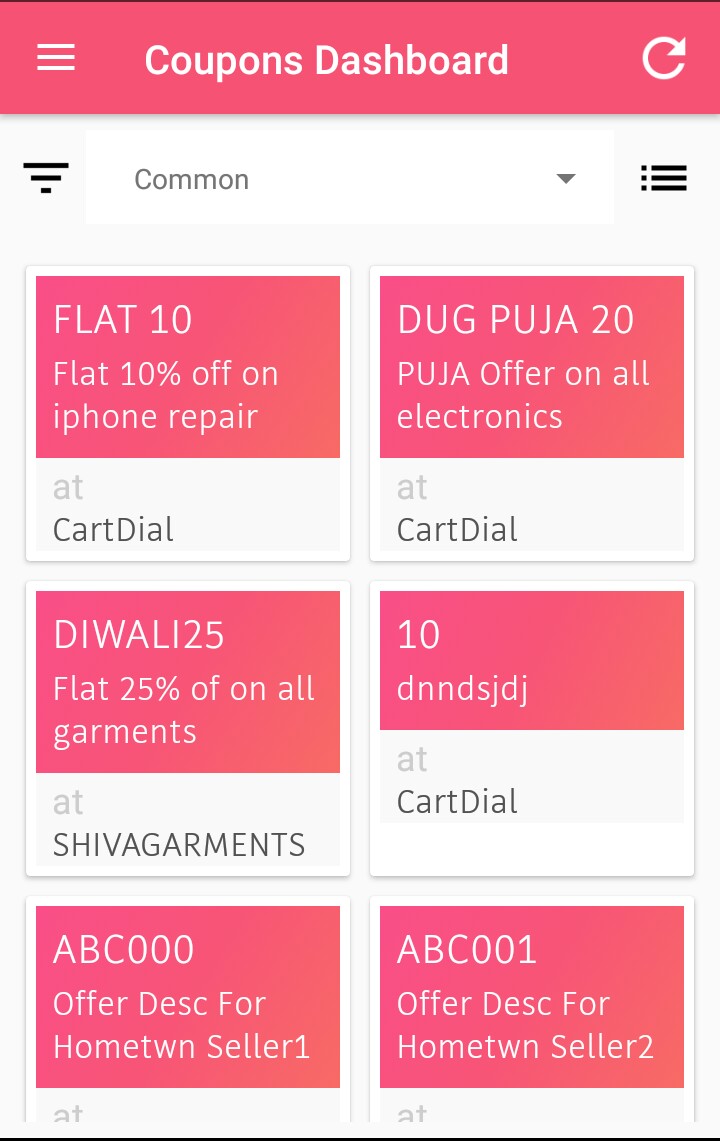 Coupons Dashboard
Common
FLAT 10
Flat 10% off on
iphone repair
at
CartDial
DUG PUJA 20
PUJA Offer on all
electronics
at
CartDial
DIWALI25
Flat 25% of on all
garments
at
SHIVAGARMENTS
10
dnndsjdj
at
CartDial
ABC000
Offer Desc For
Hometwn Seller1
at
ABC001
Offer Desc For
Hometwn Seller2
at